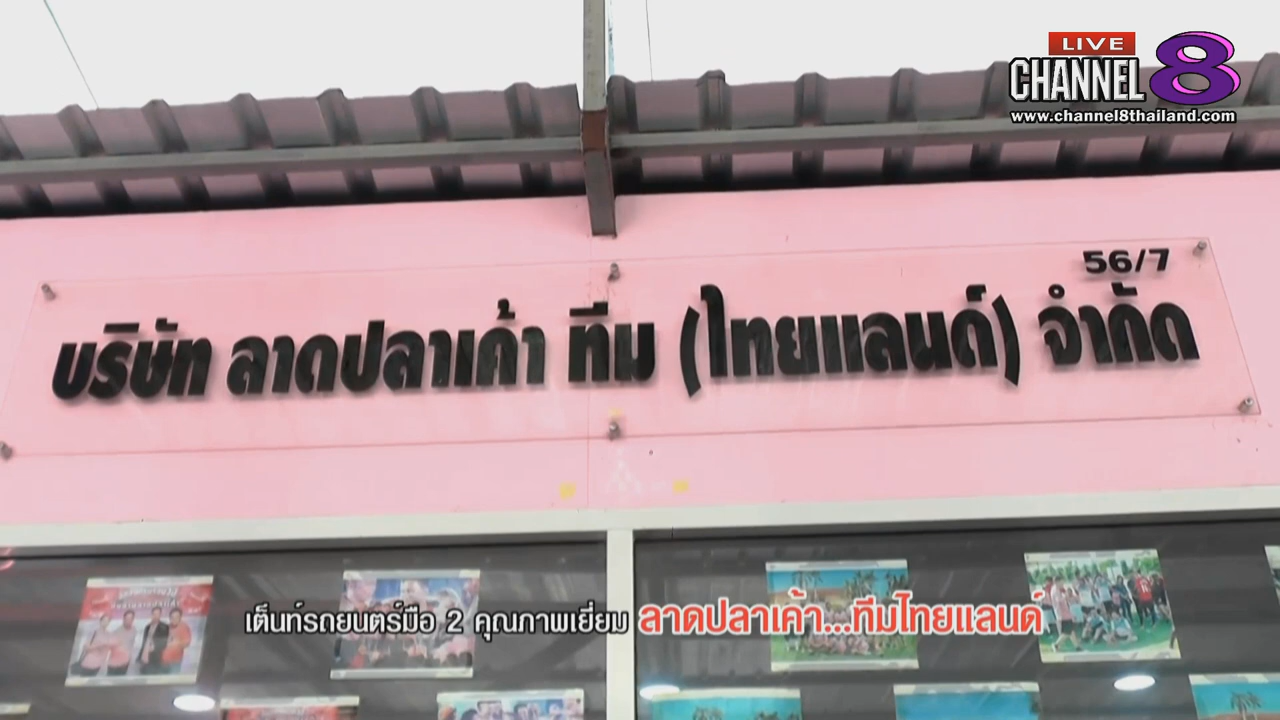 LIVE
CHANNEL 8
www.channel8thailand.com
56/7
บริษัท ลาดปลาเค้า ทีม (ไทยแลนด์) จำกัด
เต็นท์รถยนตร์มือ 2 คุณภาพเยี่ยม ลาดปลาเค้า...ทีมไทยแลนด์